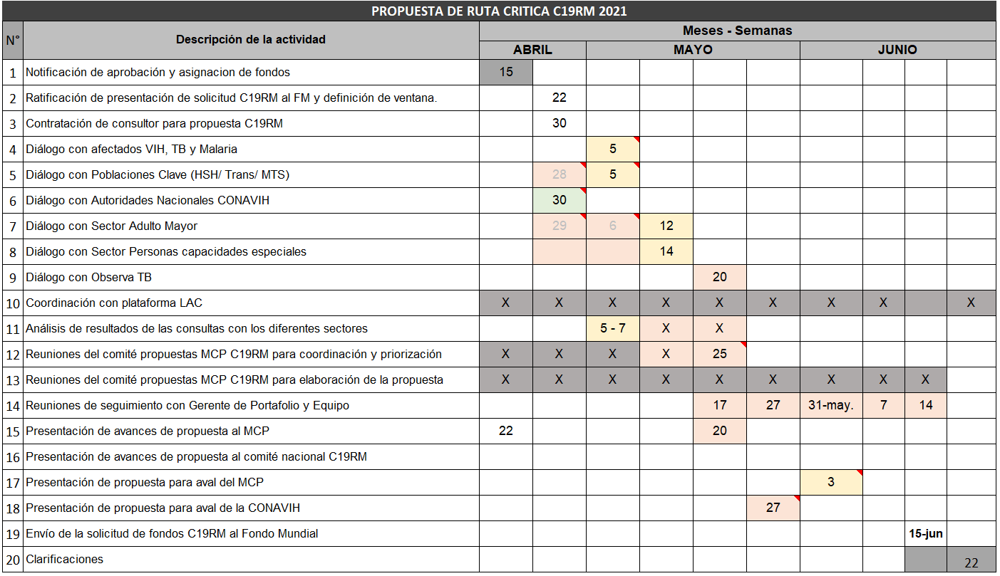 PROPUESTA DE RUTA CRITICA C19RM 2021
N° Descripción de la actividad Meses - Semanas
ABRIL MAYO JUNIO
1 Notificación de aprobación y asignacion de fondos 15
2 Ratificación de presentación de solicitud C19RM al FM y definición de ventana. 22
3 Contratación de consultor para propuesta C19RM 30
4 Diálogo con afectados VIH, TB y Malaria 5
5 Diálogo con Poblaciones Clave (HSH/ Trans/ MTS) 28 5
6 Diálogo con Autoridades Nacionales CONAVIH 30
7 Diálogo con Sector Adulto Mayor 29 6 12
8 Diálogo con Sector Personas capacidades especiales 14
9 Diálogo con Observa TB 20
10 Coordinación con plataforma LAC X X X X X X X X X
11 Análisis de resultados de las consultas con los diferentes sectores 5 - 7 X X
12 Reuniones del comité propuestas MCP C19RM para coordinación y priorización X X X X 25
13 Reuniones del comité propuestas MCP C19RM para elaboración de la propuesta X X X X X X X X X
14 Reuniones de seguimiento con Gerente de Portafolio y Equipo 17 27 31-may. 7 14
15 Presentación de avances de propuesta al MCP 22 20
16 Presentación de avances de propuesta al comité nacional C19RM
17 Presentación de propuesta para aval del MCP 3
18 Presentación de propuesta para aval de la CONAVIH 27
19 Envío de la solicitud de fondos C19RM al Fondo Mundial 15-jun
20 Clarificaciones 22